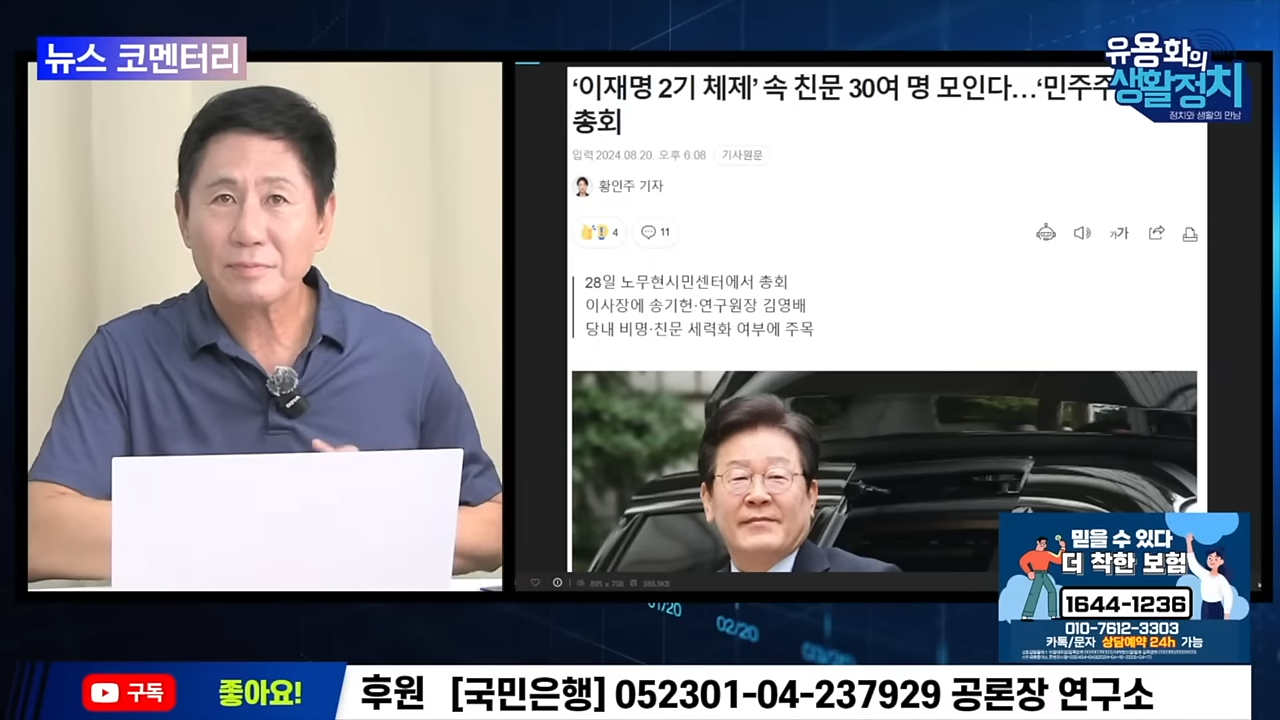 뉴스 코멘터리
유용화의
생활정치
정치와 생활의 만남
‘이재명 2기 체제’ 속 친문 30여 명 모인다…‘민주주
총회
입력 2024.08.20. 오후 6:08 기사원문
황인주 기자
4
11
가가
28일 노무현시민센터에서 총회
이사장에 송기헌·연구원장 김영배
당내 비명·친문 세력화 여부에 주목
믿을 수 있다
더 착한 보험
1644-1236
010-7612-3303
카톡/문자 상담예약 24h 가능
01/20
02/20
구독
좋아요!
후원 [국민은행] 052301-04-237929 공론장 연구소